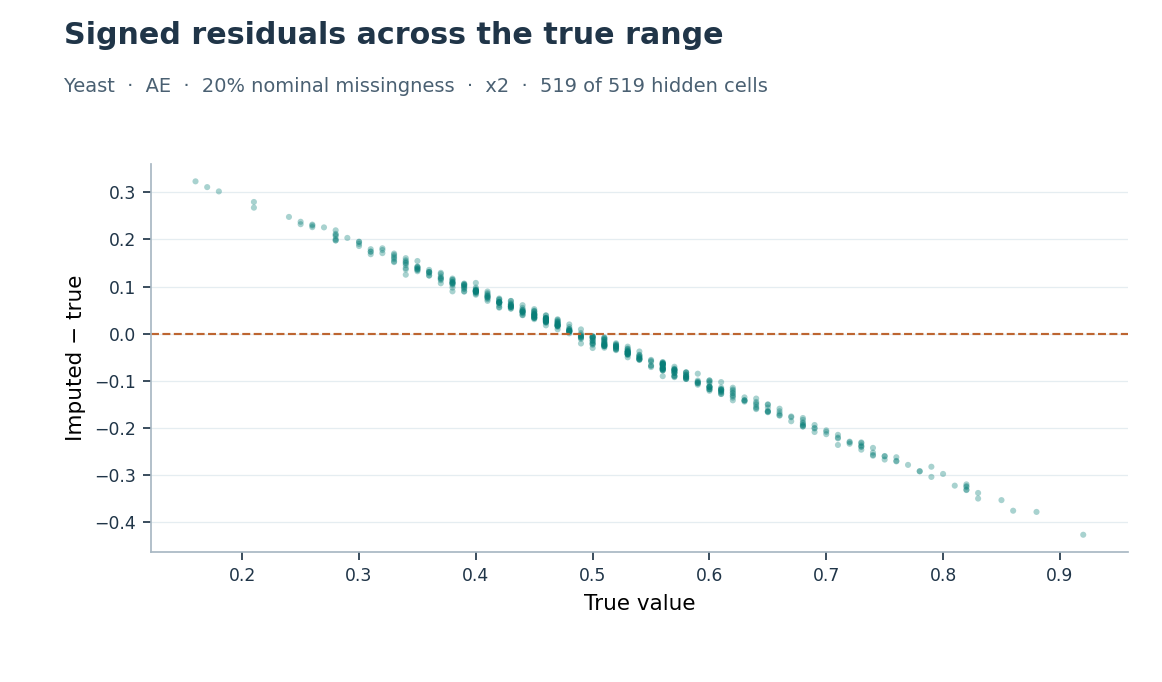 Signed residuals across the true range
Yeast · AE · 20% nominal missingness · x2 · 519 of 519 hidden cells
Imputed − true
0.3
0.2
0.1
0.0
−0.1
−0.2
−0.3
−0.4
0.2 0.3 0.4 0.5 0.6 0.7 0.8 0.9
True value